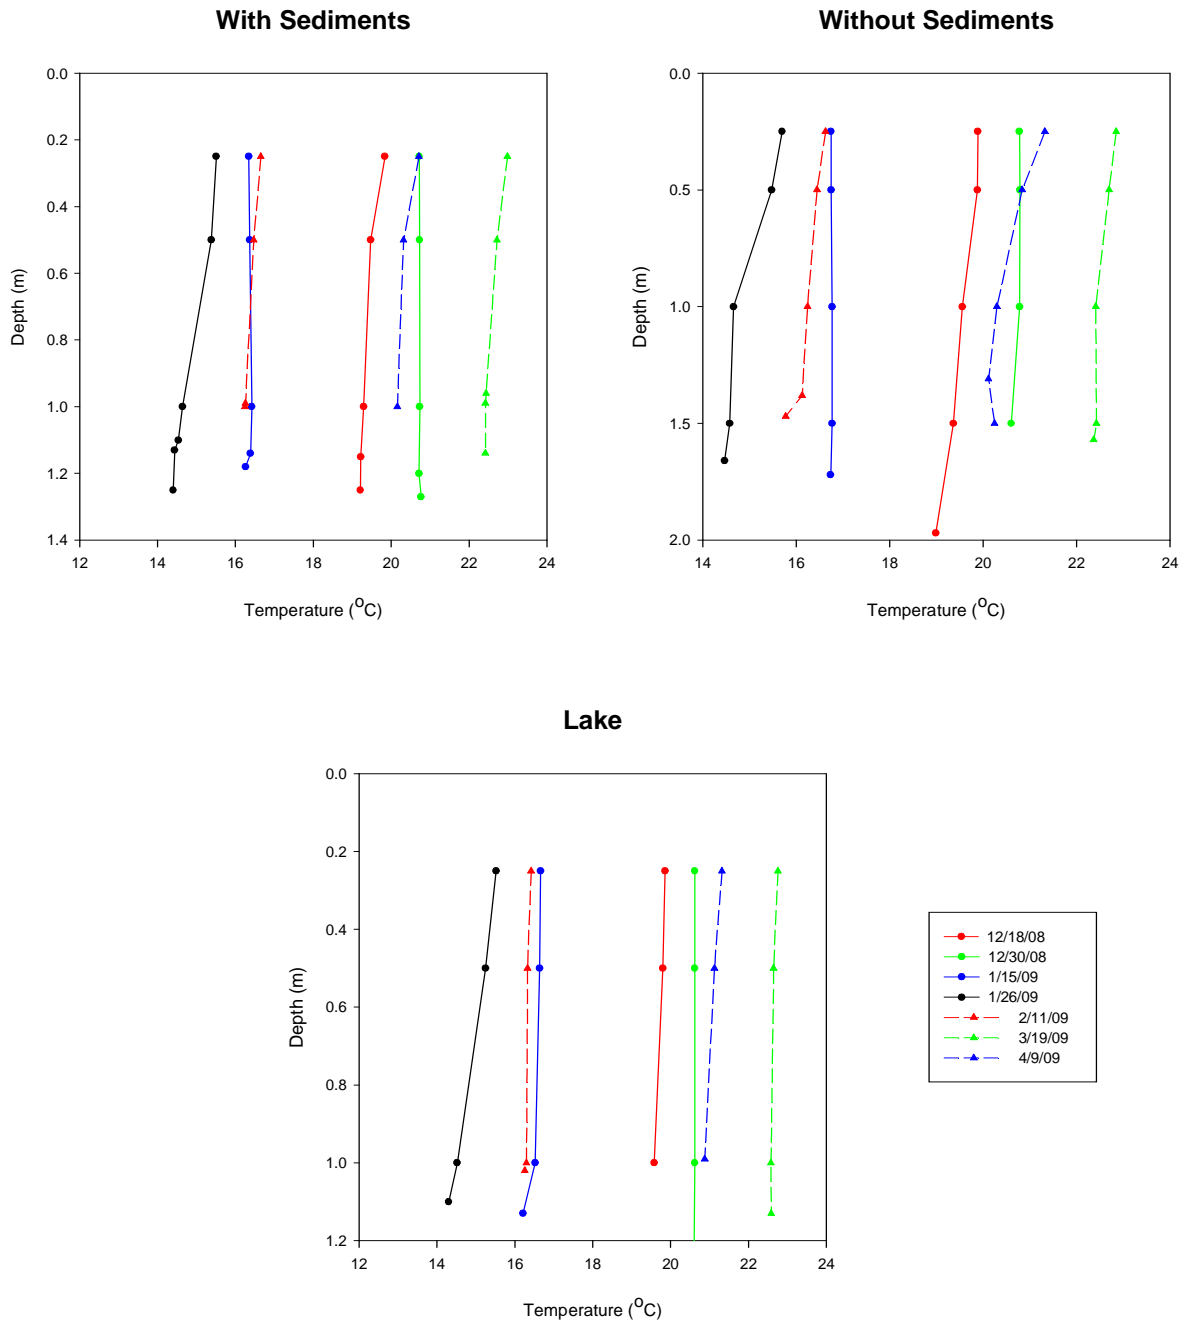 With Sediments
Without Sediments
0.0
0.2
0.4
0.6
0.8
1.0
1.2
1.4
12 14 16 18 20 22 24
Depth (m)
Temperature (°C)
0.0
0.5
1.0
1.5
2.0
14 16 18 20 22 24
Depth (m)
Temperature (°C)
Lake
0.0
0.2
0.4
0.6
0.8
1.0
1.2
12 14 16 18 20 22 24
Depth (m)
Temperature (°C)
12/18/08
12/30/08
1/15/09
1/26/09
2/11/09
3/19/09
4/9/09